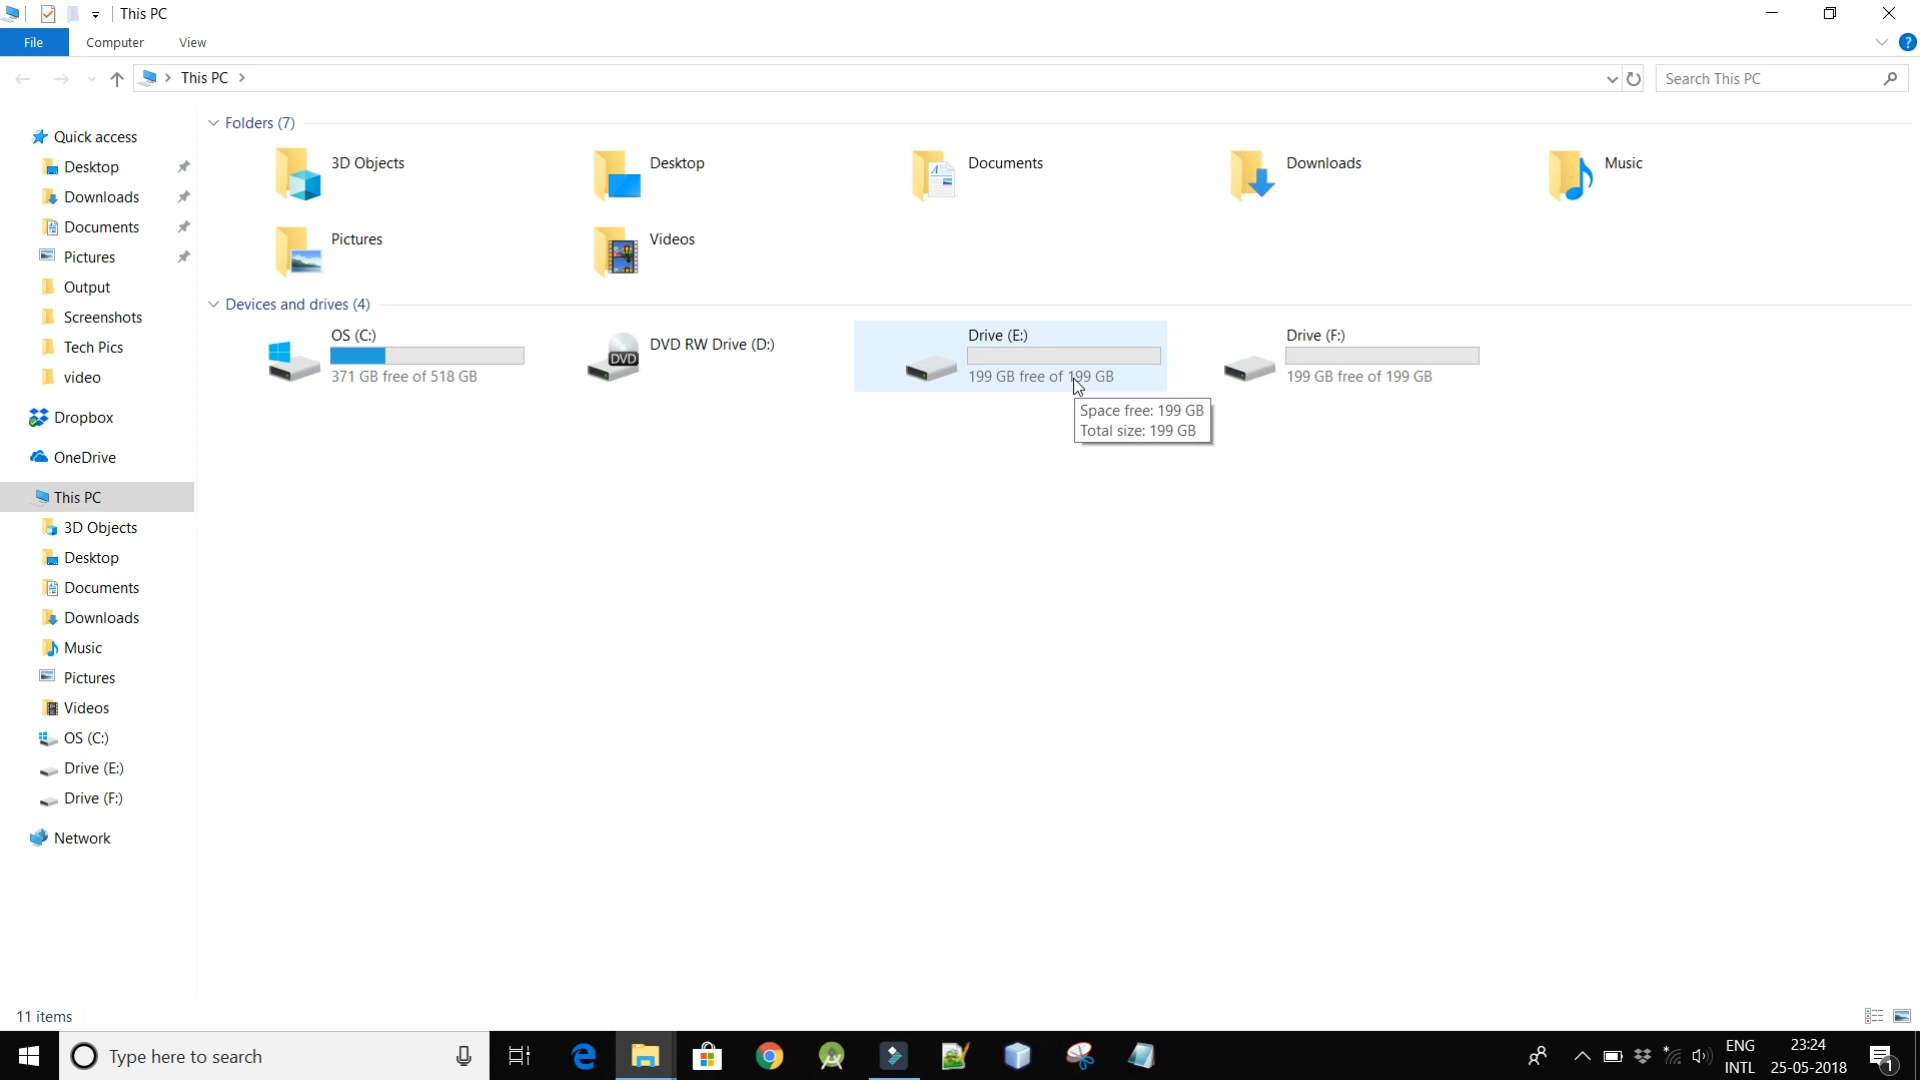 This PC
File
Computer
View
?
This PC
Search This PC
Quick access
Desktop
Downloads
Documents
Pictures
Output
Screenshots
Tech Pics
video
Dropbox
OneDrive
This PC
3D Objects
Desktop
Documents
Downloads
Music
Pictures
Videos
OS (C:)
Drive (E:)
Drive (F:)
Network
Folders (7)
3D Objects
Desktop
Documents
Downloads
Music
Pictures
Videos
Devices and drives (4)
OS (C:)
371 GB free of 518 GB
DVD RW Drive (D:)
DVD
Drive (E:)
199 GB free of 199 GB
Drive (F:)
199 GB free of 199 GB
Space free: 199 GB
Total size: 199 GB
11 items
Type here to search
ENG
INTL
23:24
25-05-2018
1